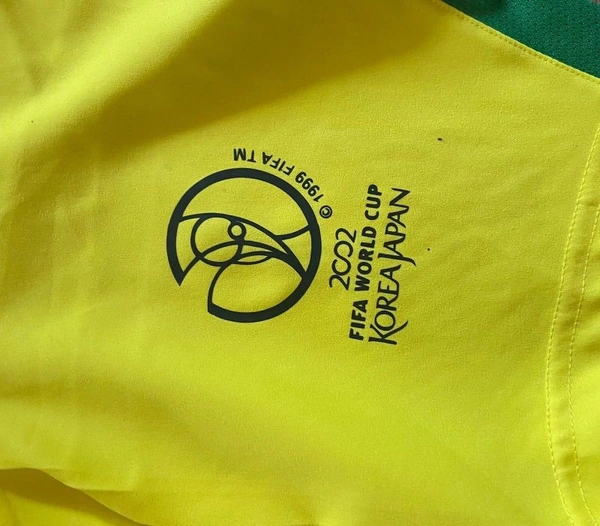 © 1999 FIFA TM
2002
FIFA WORLD CUP
KOREA JAPAN